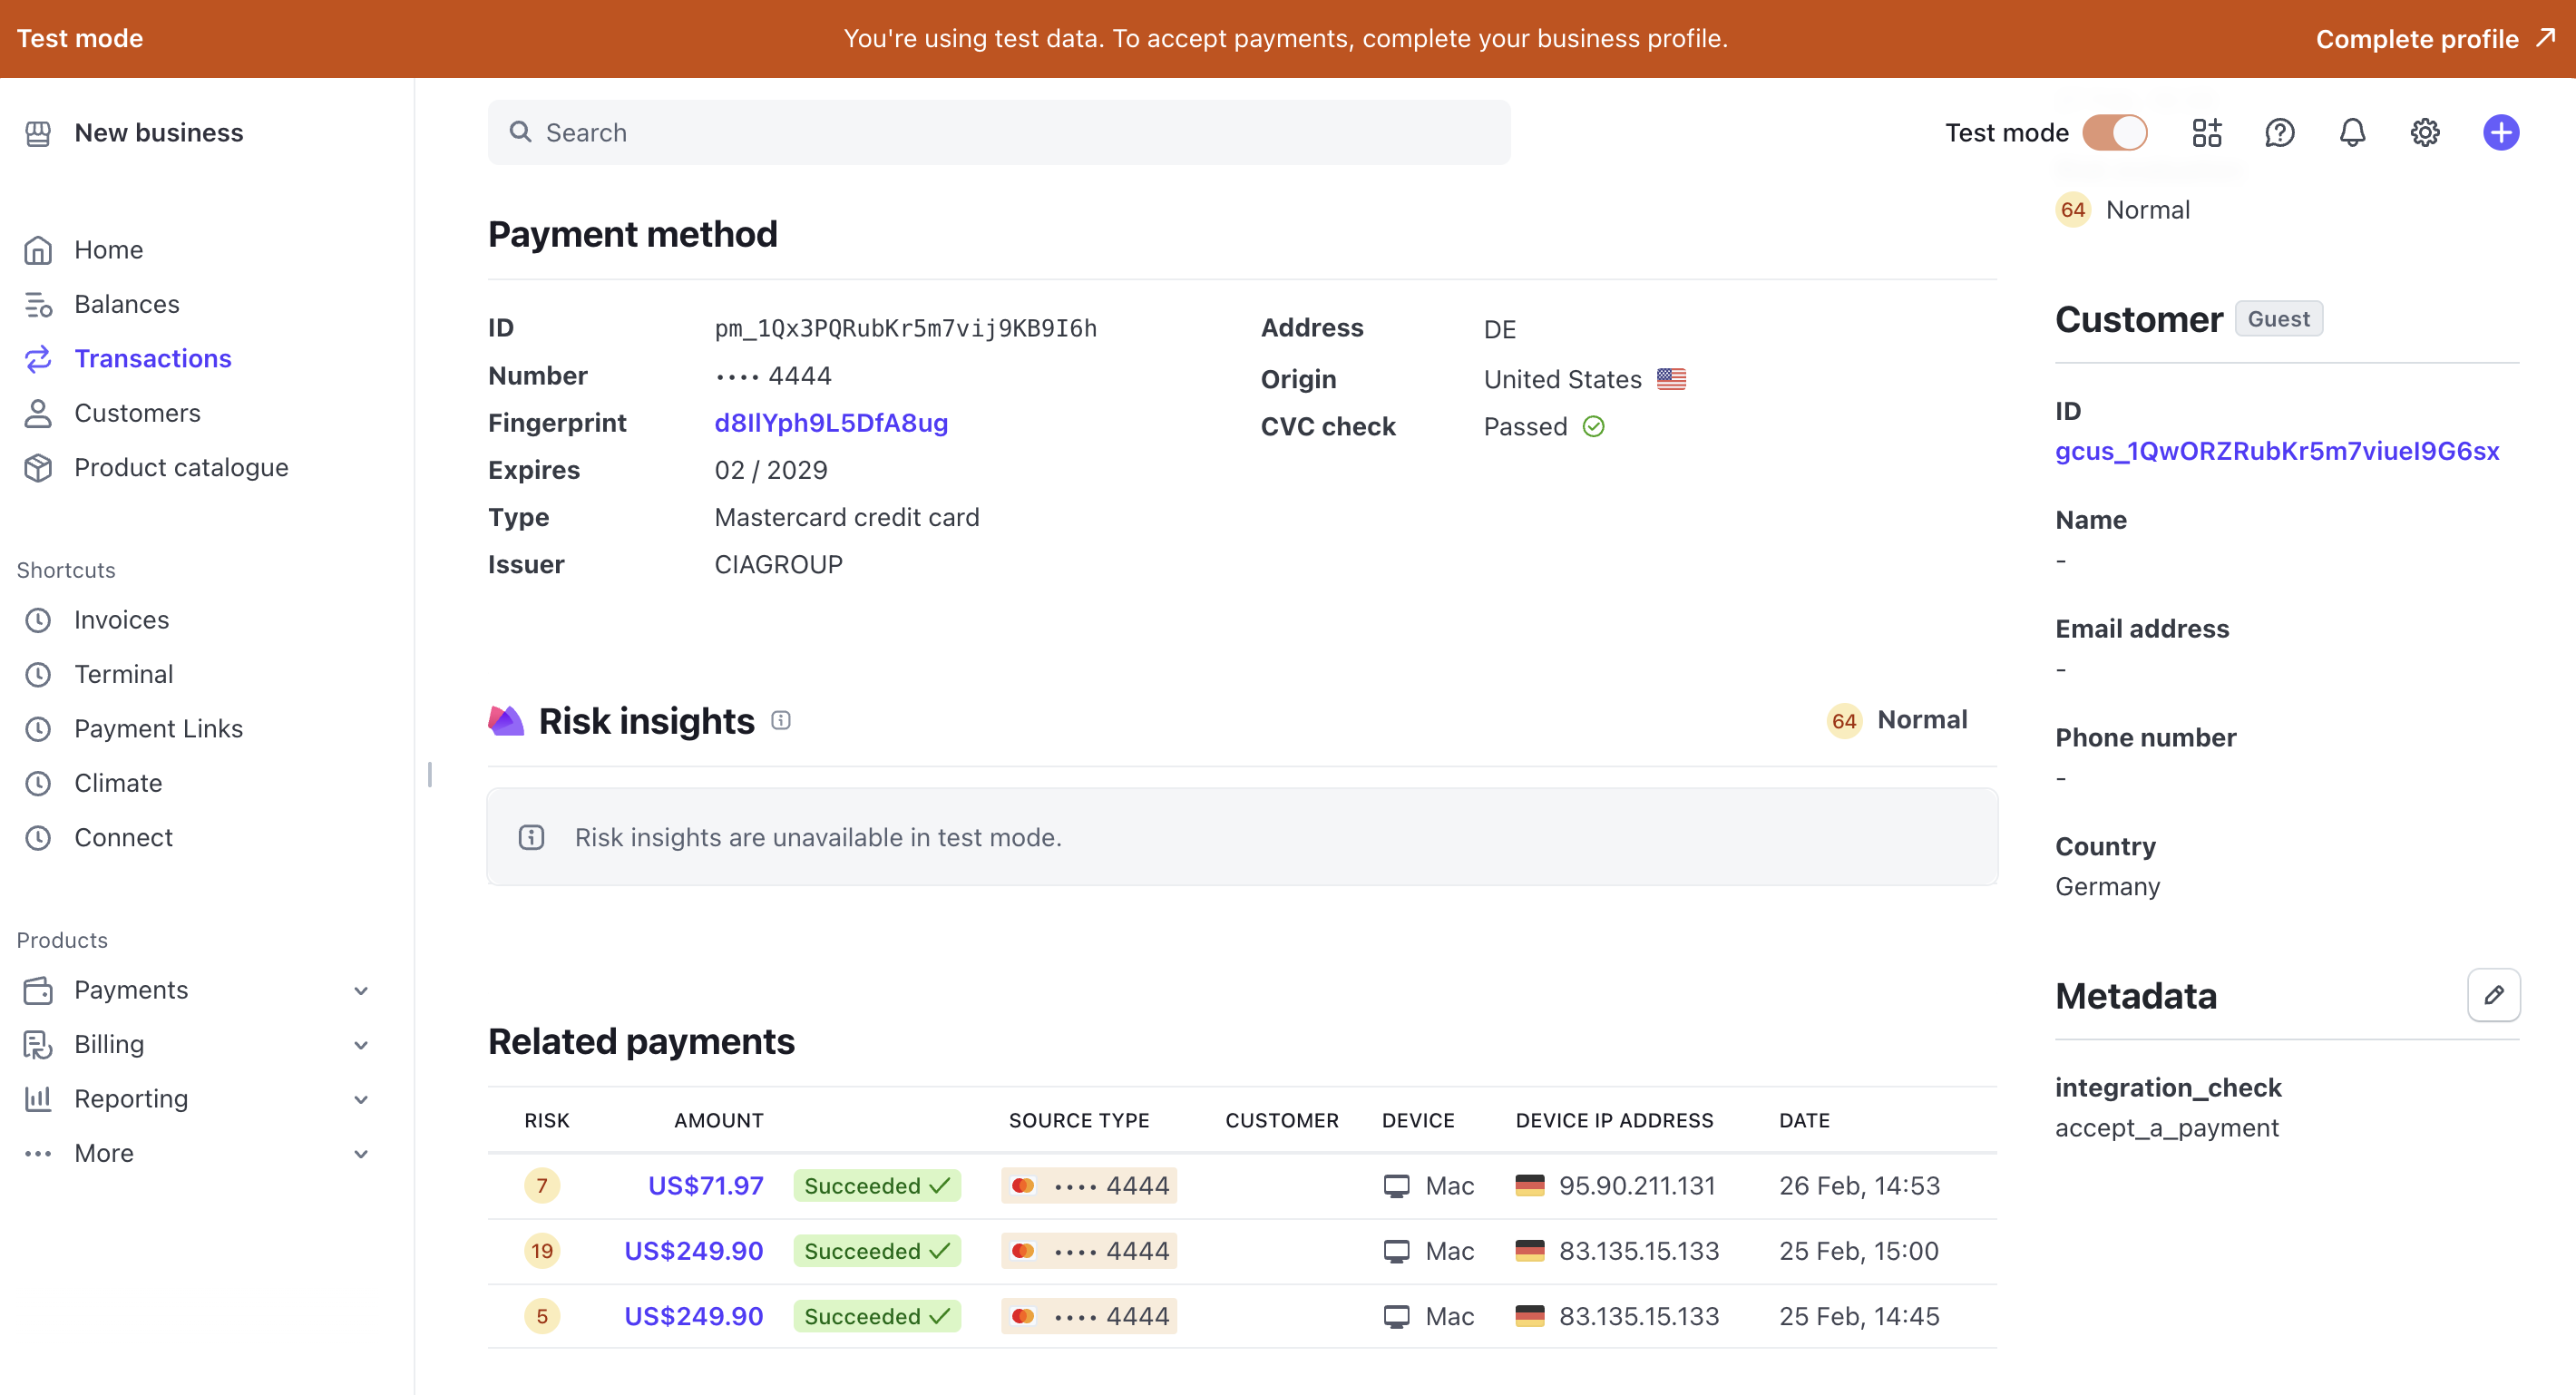 Test mode
You're using test data. To accept payments, complete your business profile.
Complete profile
New business
Search
Test mode
Home
Balances
Transactions
Customers
Product catalogue
Shortcuts
Invoices
Terminal
Payment Links
Climate
Connect
Products
Payments
Billing
Reporting
More
Payment method
ID pm_1Qx3PQRubKr5m7vij9KB9I6h
Number •••• 4444
Fingerprint d8IlYph9L5DfA8ug
Expires 02 / 2029
Type Mastercard credit card
Issuer CIAGROUP
Address DE
Origin United States
CVC check Passed
Risk insights
64 Normal
Risk insights are unavailable in test mode.
Related payments
RISK AMOUNT SOURCE TYPE CUSTOMER DEVICE DEVICE IP ADDRESS DATE
7 US$71.97 Succeeded •••• 4444 Mac 95.90.211.131 26 Feb, 14:53
19 US$249.90 Succeeded •••• 4444 Mac 83.135.15.133 25 Feb, 15:00
5 US$249.90 Succeeded •••• 4444 Mac 83.135.15.133 25 Feb, 14:45
64 Normal
Customer Guest
ID
gcus_1QwORZRubKr5m7viueI9G6sx
Name
-
Email address
-
Phone number
-
Country
Germany
Metadata
integration_check
accept_a_payment